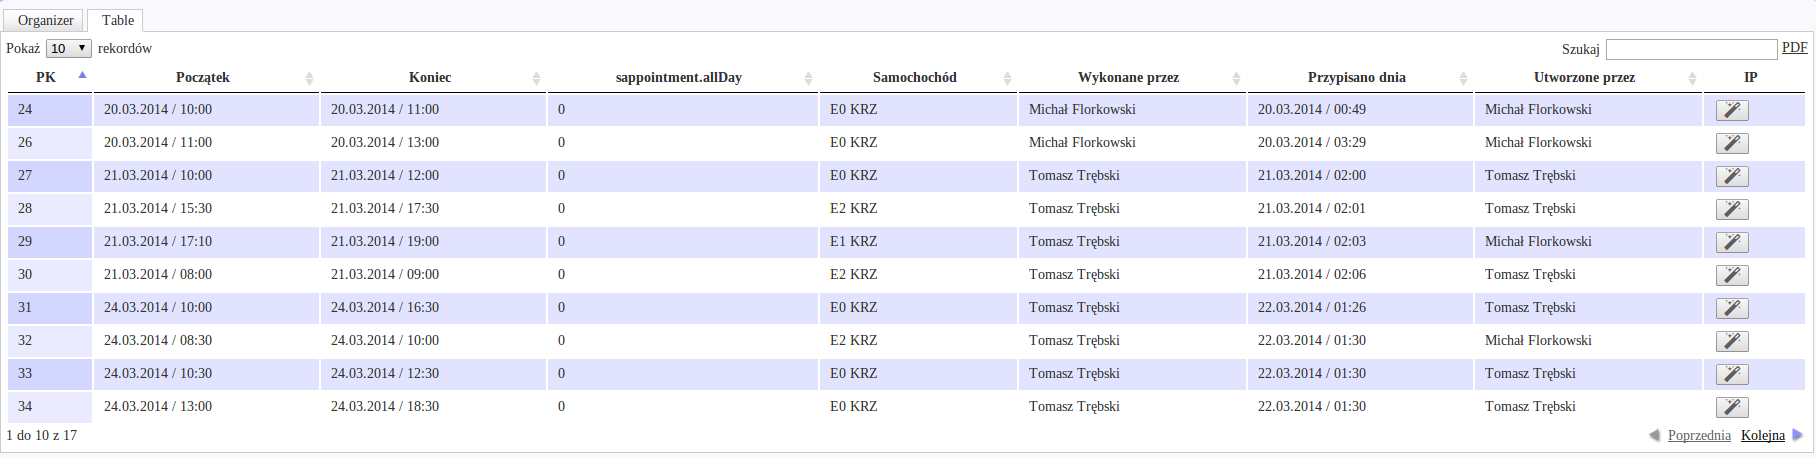 Organizer Table
Pokaż 10 rekordów Szukaj PDF
PK Początek Koniec sappointment.allDay Samochochód Wykonane przez Przypisano dnia Utworzone przez IP
24 20.03.2014 / 10:00 20.03.2014 / 11:00 0 E0 KRZ Michał Florkowski 20.03.2014 / 00:49 Michał Florkowski
26 20.03.2014 / 11:00 20.03.2014 / 13:00 0 E0 KRZ Michał Florkowski 20.03.2014 / 03:29 Michał Florkowski
27 21.03.2014 / 10:00 21.03.2014 / 12:00 0 E0 KRZ Tomasz Trębski 21.03.2014 / 02:00 Tomasz Trębski
28 21.03.2014 / 15:30 21.03.2014 / 17:30 0 E2 KRZ Tomasz Trębski 21.03.2014 / 02:01 Tomasz Trębski
29 21.03.2014 / 17:10 21.03.2014 / 19:00 0 E1 KRZ Tomasz Trębski 21.03.2014 / 02:03 Michał Florkowski
30 21.03.2014 / 08:00 21.03.2014 / 09:00 0 E2 KRZ Tomasz Trębski 21.03.2014 / 02:06 Tomasz Trębski
31 24.03.2014 / 10:00 24.03.2014 / 16:30 0 E0 KRZ Tomasz Trębski 22.03.2014 / 01:26 Tomasz Trębski
32 24.03.2014 / 08:30 24.03.2014 / 10:00 0 E2 KRZ Tomasz Trębski 22.03.2014 / 01:30 Michał Florkowski
33 24.03.2014 / 10:30 24.03.2014 / 12:30 0 E0 KRZ Tomasz Trębski 22.03.2014 / 01:30 Tomasz Trębski
34 24.03.2014 / 13:00 24.03.2014 / 18:30 0 E0 KRZ Tomasz Trębski 22.03.2014 / 01:30 Tomasz Trębski
1 do 10 z 17 Poprzednia Kolejna